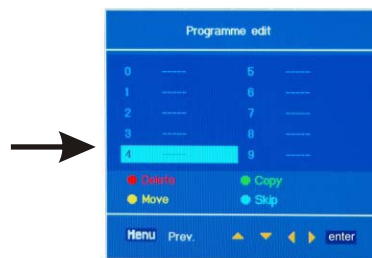 Programme edit
0 ----- 5 -----
1 ----- 6 -----
2 ----- 7 -----
3 ----- 8 -----
4 ----- 9 -----
Delete Copy
Move Skip
Menu Prev. enter